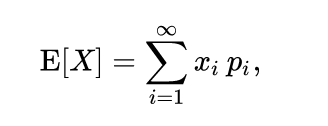 E[X] = ∑_{i=1}^{∞} x_i p_i,